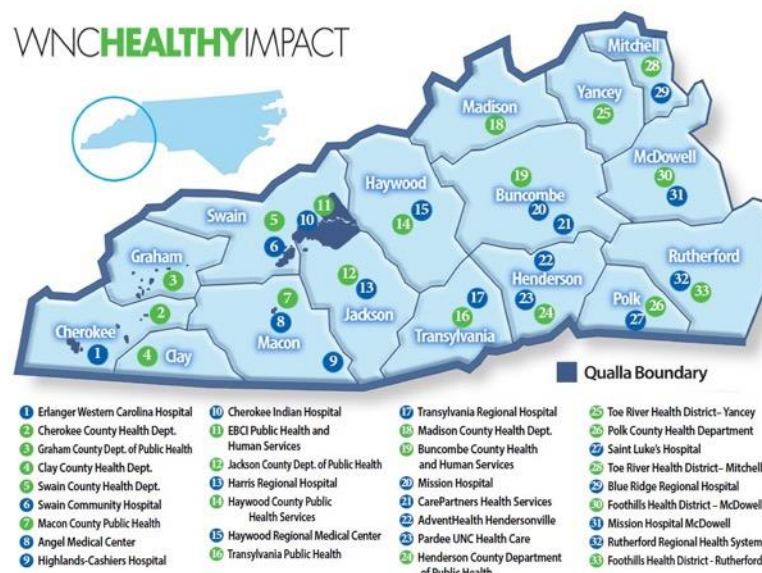 WNCHEALTHYIMPACT
Mitchell
28
29
Yancey
25
Madison
18
McDowell
30
31
Buncombe
19
20
21
Haywood
15
14
Swain
5
6
10
11
Graham
3
Jackson
12
13
Rutherford
32
33
Henderson
22
23
24
Polk
26
27
Transylvania
17
16
Macon
7
8
9
Cherokee
2
1
Clay
4
Qualla Boundary
1 Erlanger Western Carolina Hospital
2 Cherokee County Health Dept.
3 Graham County Dept. of Public Health
4 Clay County Health Dept.
5 Swain County Health Dept.
6 Swain Community Hospital
7 Macon County Public Health
8 Angel Medical Center
9 Highlands-Cashiers Hospital
10 Cherokee Indian Hospital
11 EBCI Public Health and
Human Services
12 Jackson County Dept. of Public Health
13 Harris Regional Hospital
14 Haywood County Public
Health Services
15 Haywood Regional Medical Center
16 Transylvania Public Health
17 Transylvania Regional Hospital
18 Madison County Health Dept.
19 Buncombe County Health
and Human Services
20 Mission Hospital
21 CarePartners Health Services
22 AdventHealth Hendersonville
23 Pardee UNC Health Care
24 Henderson County Department
of Public Health
25 Toe River Health District– Yancey
26 Polk County Health Department
27 Saint Luke's Hospital
28 Toe River Health District– Mitchell
29 Blue Ridge Regional Hospital
30 Foothills Health District – McDowell
31 Mission Hospital McDowell
32 Rutherford Regional Health System
33 Foothills Health District - Rutherford